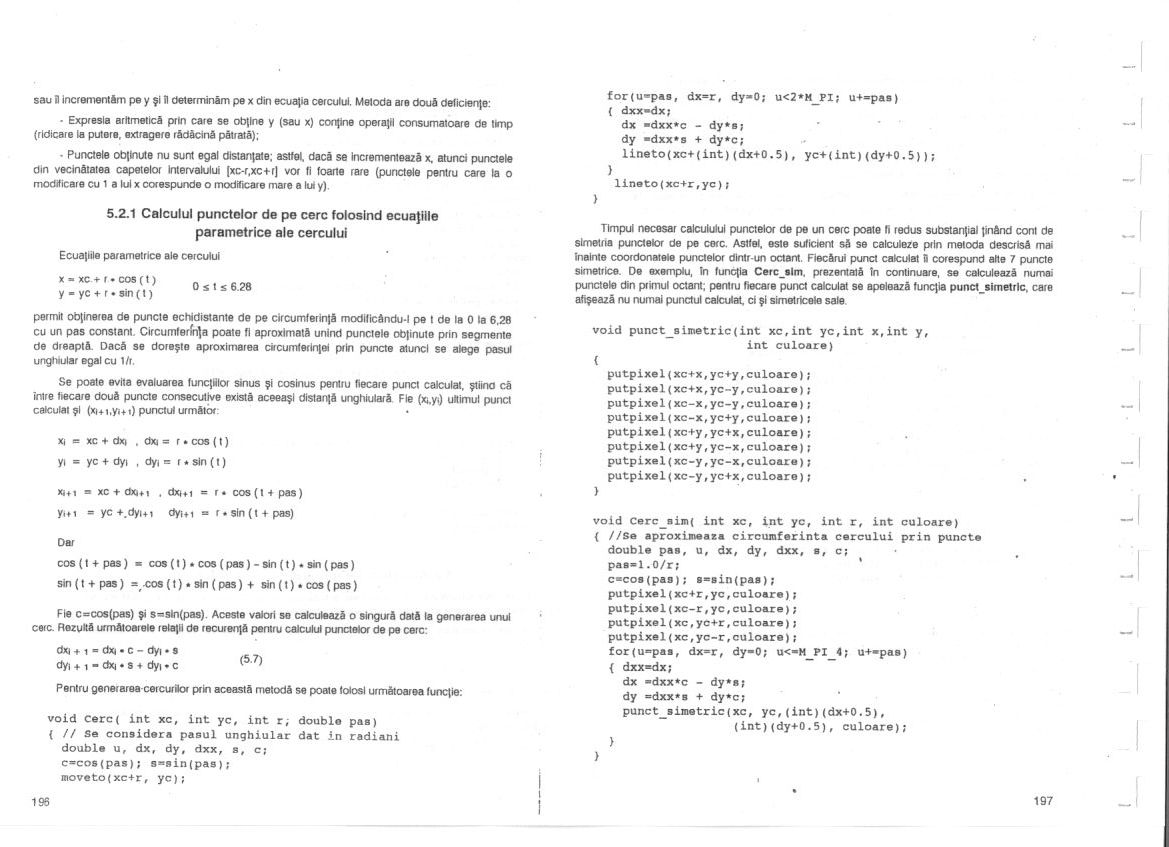 sau îl incrementăm pe y şi îl determinăm pe x din ecuaţia cercului. Metoda are două deficienţe:
- Expresia aritmetică prin care se obţine y (sau x) conţine operaţii consumatoare de timp
(ridicare la putere, extragere rădăcină pătrată);
- Punctele obţinute nu sunt egal distanţate; astfel, dacă se incrementează x, atunci punctele
din vecinătatea capetelor intervalului [xc-r,xc+r] vor fi foarte rare (punctele pentru care la o
modificare cu 1 a lui x corespunde o modificare mare a lui y).
5.2.1 Calculul punctelor de pe cerc folosind ecuaţiile
parametrice ale cercului
Ecuaţiile parametrice ale cercului
x = xc + r * cos ( t )
y = yc + r * sin ( t )
0 ≤ t ≤ 6.28
permit obţinerea de puncte echidistante de pe circumferinţă modificându-l pe t de la 0 la 6,28
cu un pas constant. Circumferinţa poate fi aproximată unind punctele obţinute prin segmente
de dreaptă. Dacă se doreşte aproximarea circumferinţei prin puncte atunci se alege pasul
unghiular egal cu 1/r.
Se poate evita evaluarea funcţiilor sinus şi cosinus pentru fiecare punct calculat, ştiind că
între fiecare două puncte consecutive există aceeaşi distanţă unghiulară. Fie (xi,yi) ultimul punct
calculat şi (xi+1,yi+1) punctul următor:
xi = xc + dxi , dxi = r * cos ( t )
yi = yc + dyi , dyi = r * sin ( t )
xi+1 = xc + dxi+1 , dxi+1 = r * cos ( t + pas )
yi+1 = yc + dyi+1 dyi+1 = r * sin ( t + pas)
Dar
cos ( t + pas ) = cos ( t ) * cos ( pas ) - sin ( t ) * sin ( pas )
sin ( t + pas ) = cos ( t ) * sin ( pas ) + sin ( t ) * cos ( pas )
Fie c=cos(pas) şi s=sin(pas). Aceste valori se calculează o singură dată la generarea unui
cerc. Rezultă următoarele relaţii de recurenţă pentru calculul punctelor de pe cerc:
dxi + 1 = dxi * c - dyi * s
dyi + 1 = dxi * s + dyi * c
(5.7)
Pentru generarea cercurilor prin această metodă se poate folosi următoarea funcţie:
void Cerc( int xc, int yc, int r, double pas)
{ // Se considera pasul unghiular dat in radiani
double u, dx, dy, dxx, s, c;
c=cos(pas); s=sin(pas);
moveto(xc+r, yc);
196
for(u=pas, dx=r, dy=0; u<2*M_PI; u+=pas)
{ dxx=dx;
dx =dxx*c - dy*s;
dy =dxx*s + dy*c;
lineto(xc+(int)(dx+0.5), yc+(int)(dy+0.5));
}
lineto(xc+r,yc);
}
Timpul necesar calculului punctelor de pe un cerc poate fi redus substanţial ţinând cont de
simetria punctelor de pe cerc. Astfel, este suficient să se calculeze prin metoda descrisă mai
înainte coordonatele punctelor dintr-un octant. Fiecărui punct calculat îi corespund alte 7 puncte
simetrice. De exemplu, în funcţia Cerc_sim, prezentată în continuare, se calculează numai
punctele din primul octant; pentru fiecare punct calculat se apelează funcţia punct_simetric, care
afişează nu numai punctul calculat, ci şi simetricele sale.
void punct_simetric(int xc,int yc,int x,int y,
int culoare)
{
putpixel(xc+x,yc+y,culoare);
putpixel(xc+x,yc-y,culoare);
putpixel(xc-x,yc-y,culoare);
putpixel(xc-x,yc+y,culoare);
putpixel(xc+y,yc+x,culoare);
putpixel(xc+y,yc-x,culoare);
putpixel(xc-y,yc-x,culoare);
putpixel(xc-y,yc+x,culoare);
}
void Cerc_sim( int xc, int yc, int r, int culoare)
{ //Se aproximeaza circumferinta cercului prin puncte
double pas, u, dx, dy, dxx, s, c;
pas=1.0/r;
c=cos(pas); s=sin(pas);
putpixel(xc+r,yc,culoare);
putpixel(xc-r,yc,culoare);
putpixel(xc,yc+r,culoare);
putpixel(xc,yc-r,culoare);
for(u=pas, dx=r, dy=0; u<=M_PI_4; u+=pas)
{ dxx=dx;
dx =dxx*c - dy*s;
dy =dxx*s + dy*c;
punct_simetric(xc, yc,(int)(dx+0.5),
(int)(dy+0.5), culoare);
}
}
197